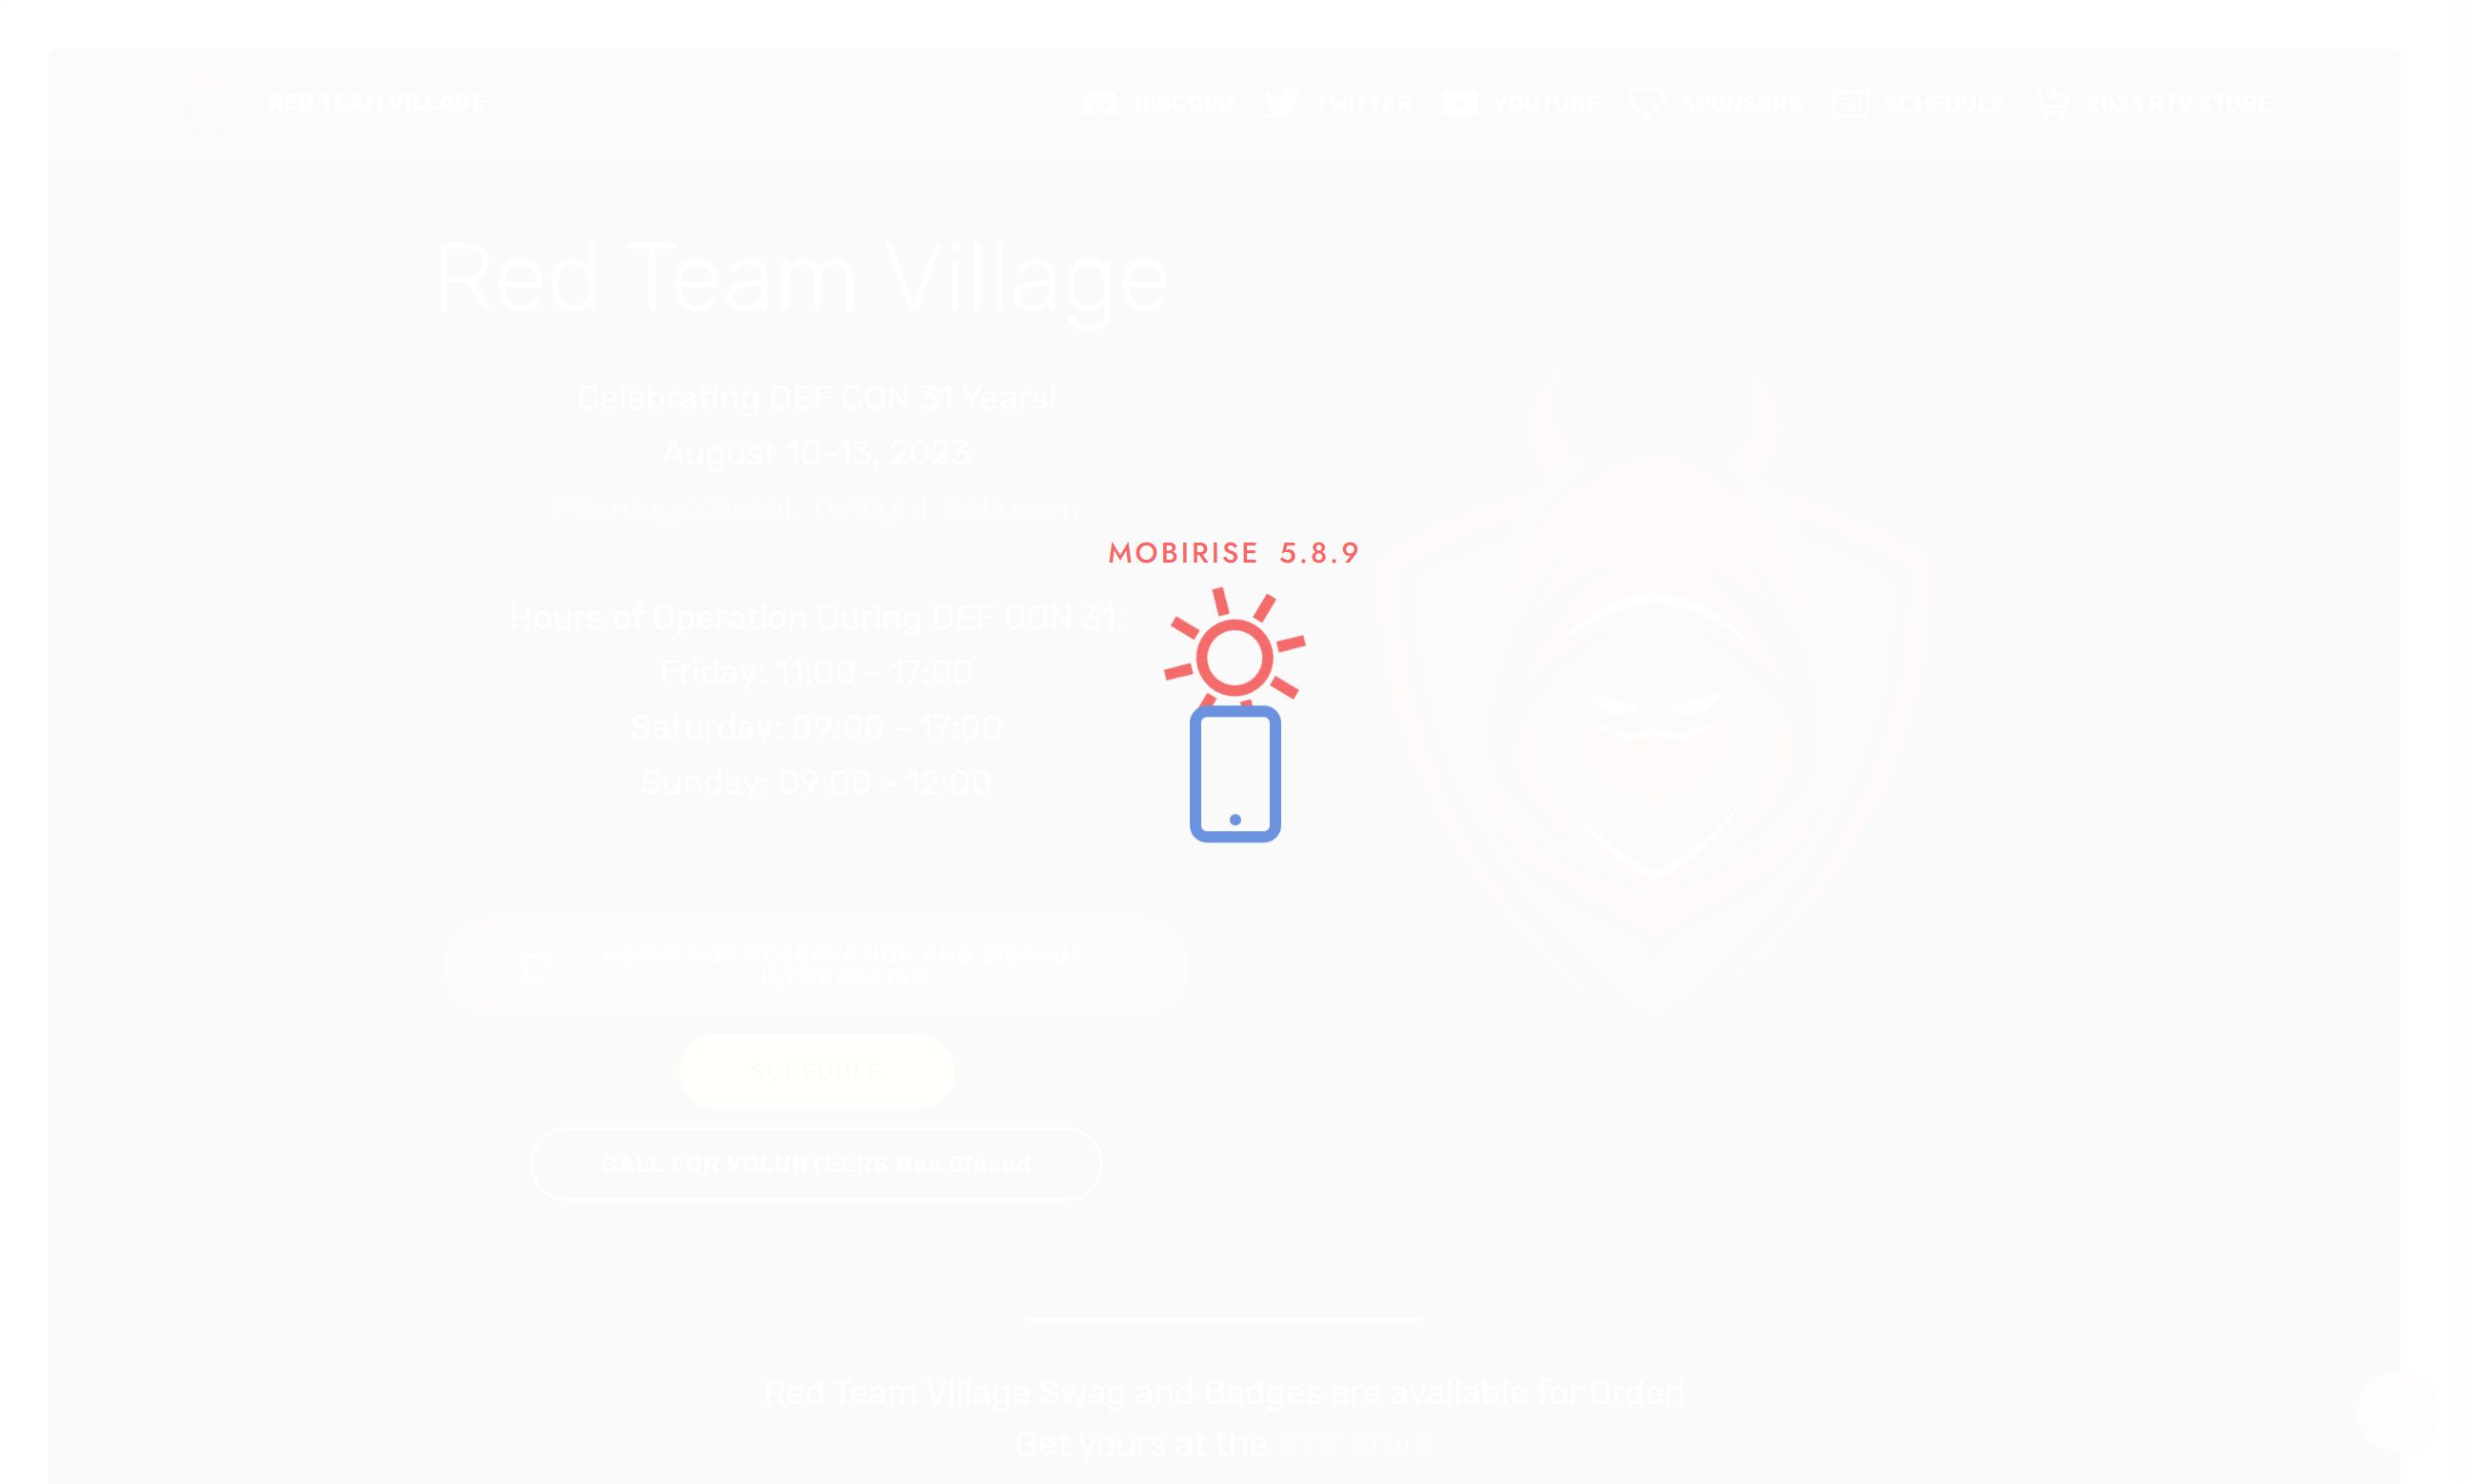 RED TEAM VILLAGE
DISCORD TWITTER YOUTUBE SPONSORS SCHEDULE 2023 RTV STORE
Red Team Village
Celebrating DEF CON 31 Years!
August 10-13, 2023
Flamingo Hotel, Twilight Ballroom
MOBIRISE 5.8.9
Hours of Operation During DEF CON 31:
Friday: 11:00 - 17:00
Saturday: 09:00 - 17:00
Sunday: 09:00 - 12:00
WORKSHOP RESERVATION AND SIGN-UP
INFORMATION
SCHEDULE
CALL FOR VOLUNTEERS Has Closed
Red Team Village Swag and Badges are available for Order!
Get yours at the RTV Store